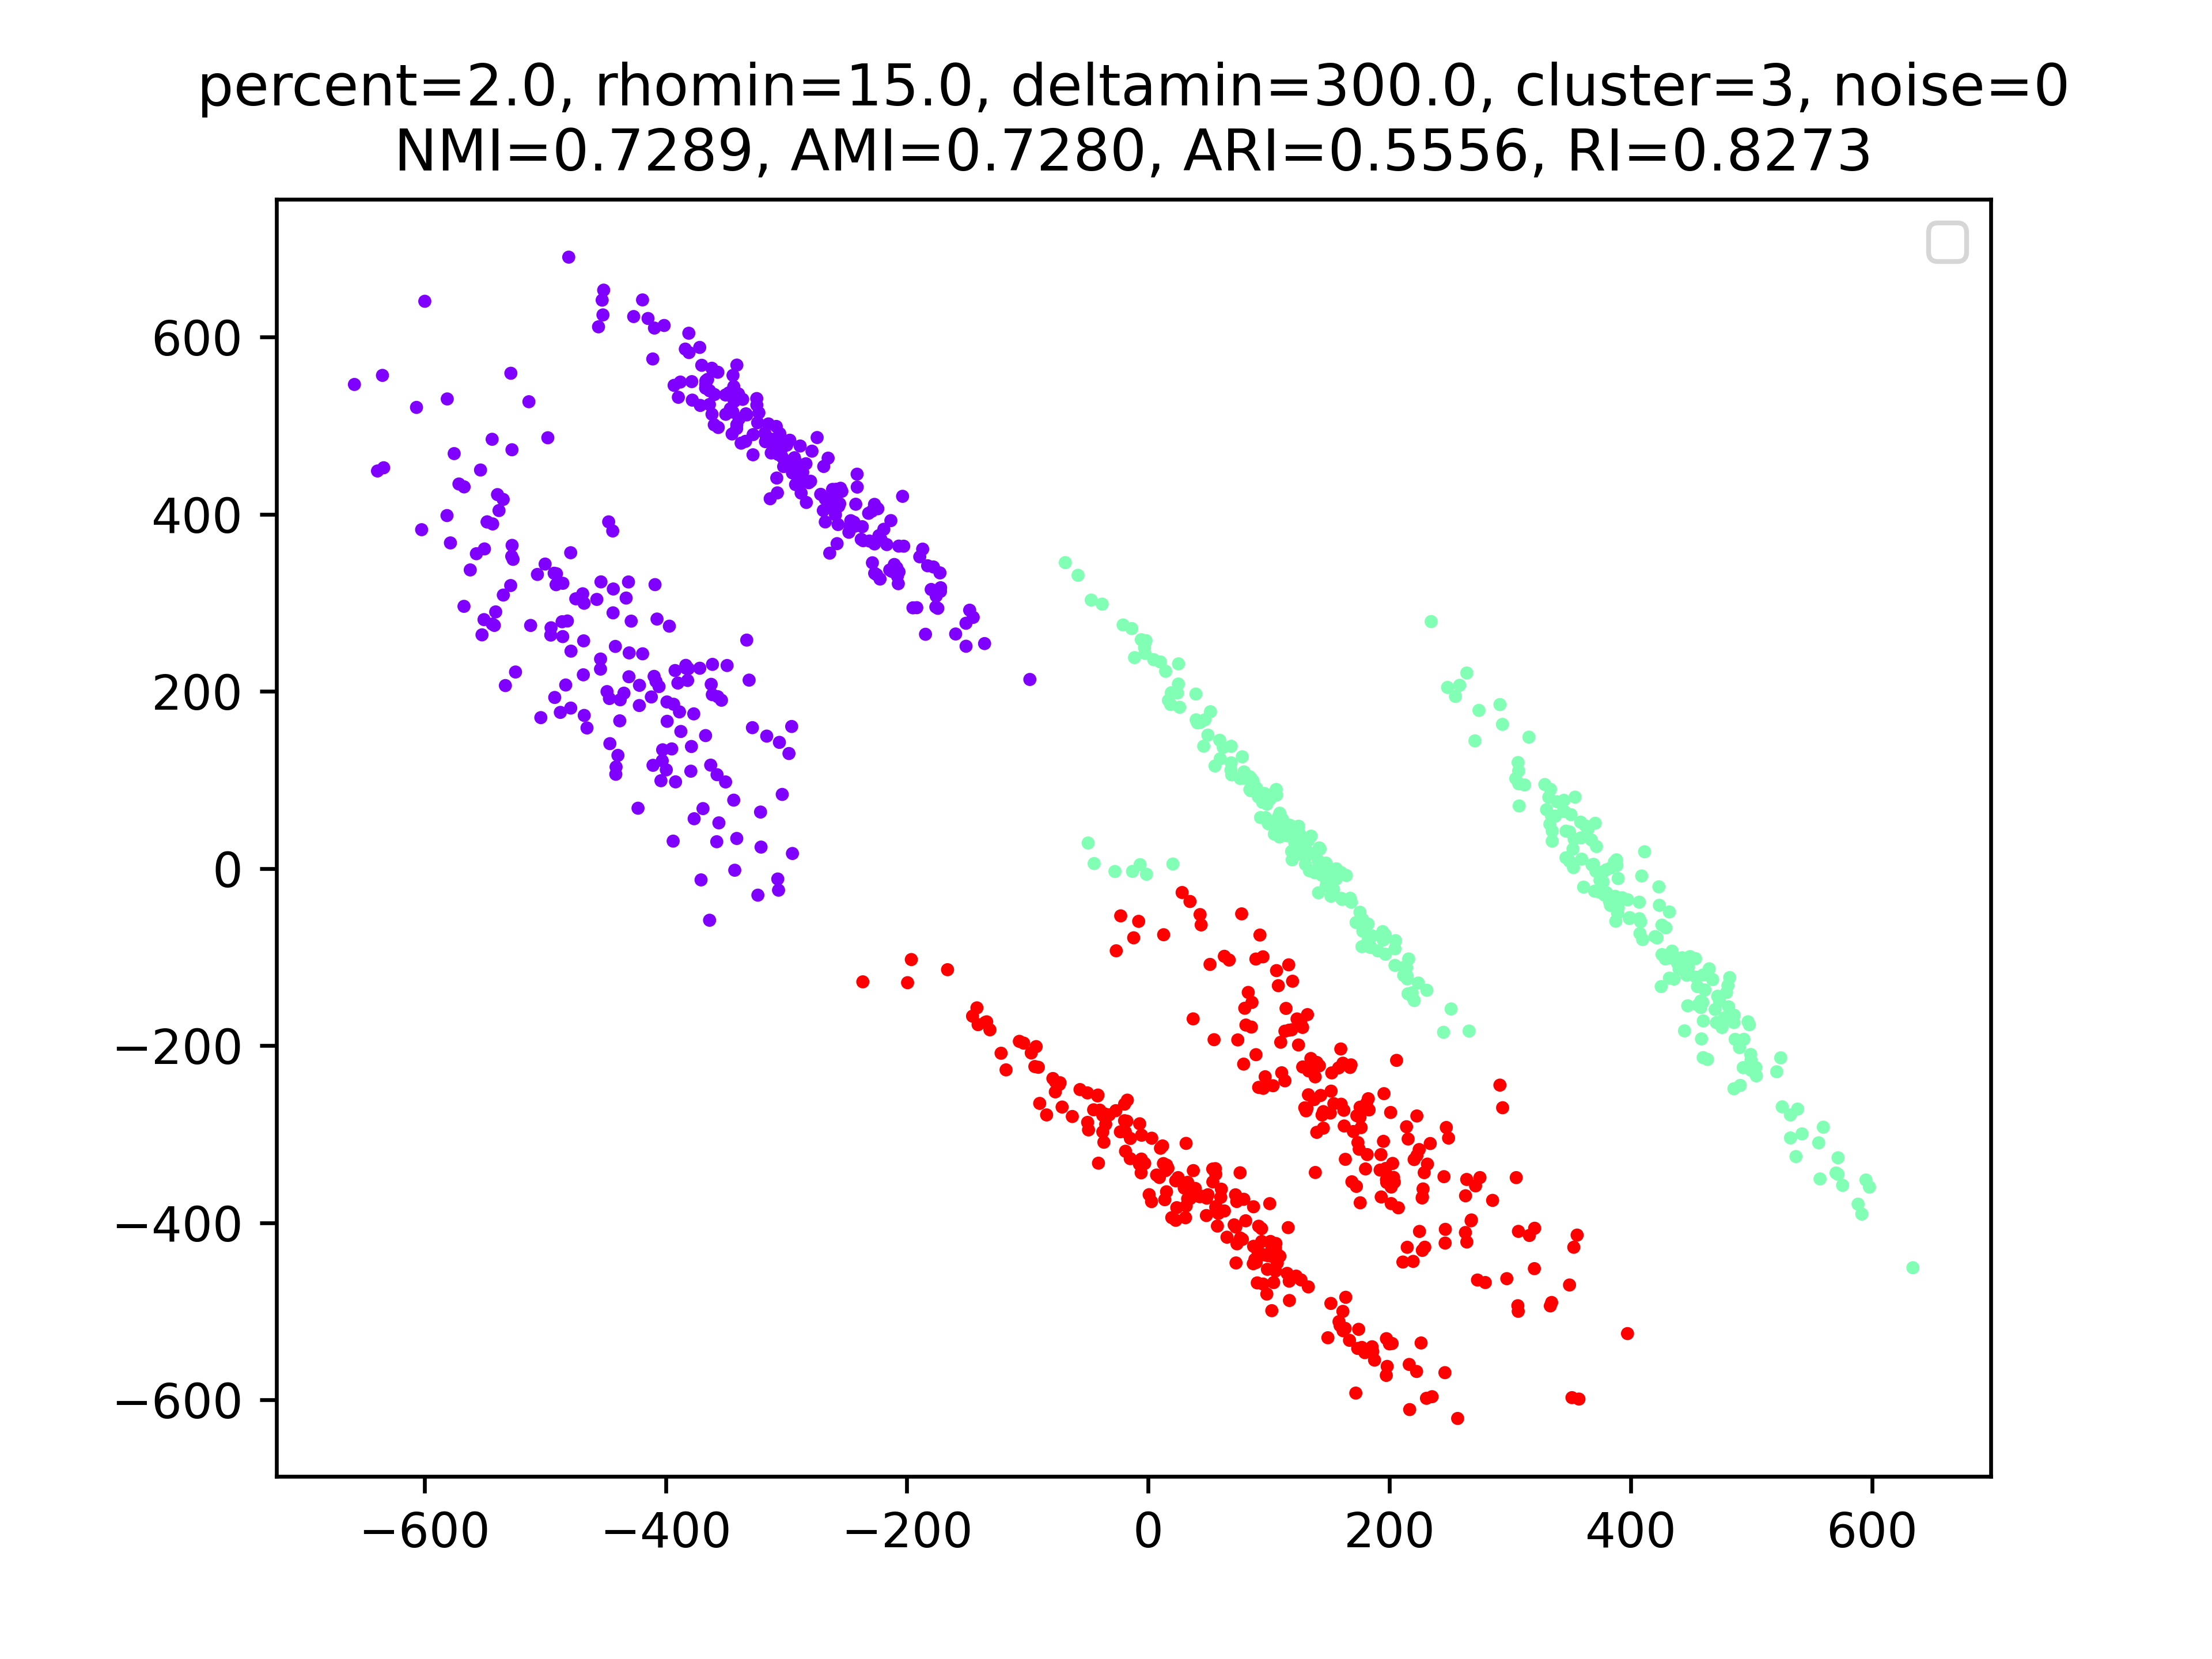 percent=2.0, rhomin=15.0, deltamin=300.0, cluster=3, noise=0
NMI=0.7289, AMI=0.7280, ARI=0.5556, RI=0.8273
600
400
200
0
−200
−400
−600
−600 −400 −200 0 200 400 600